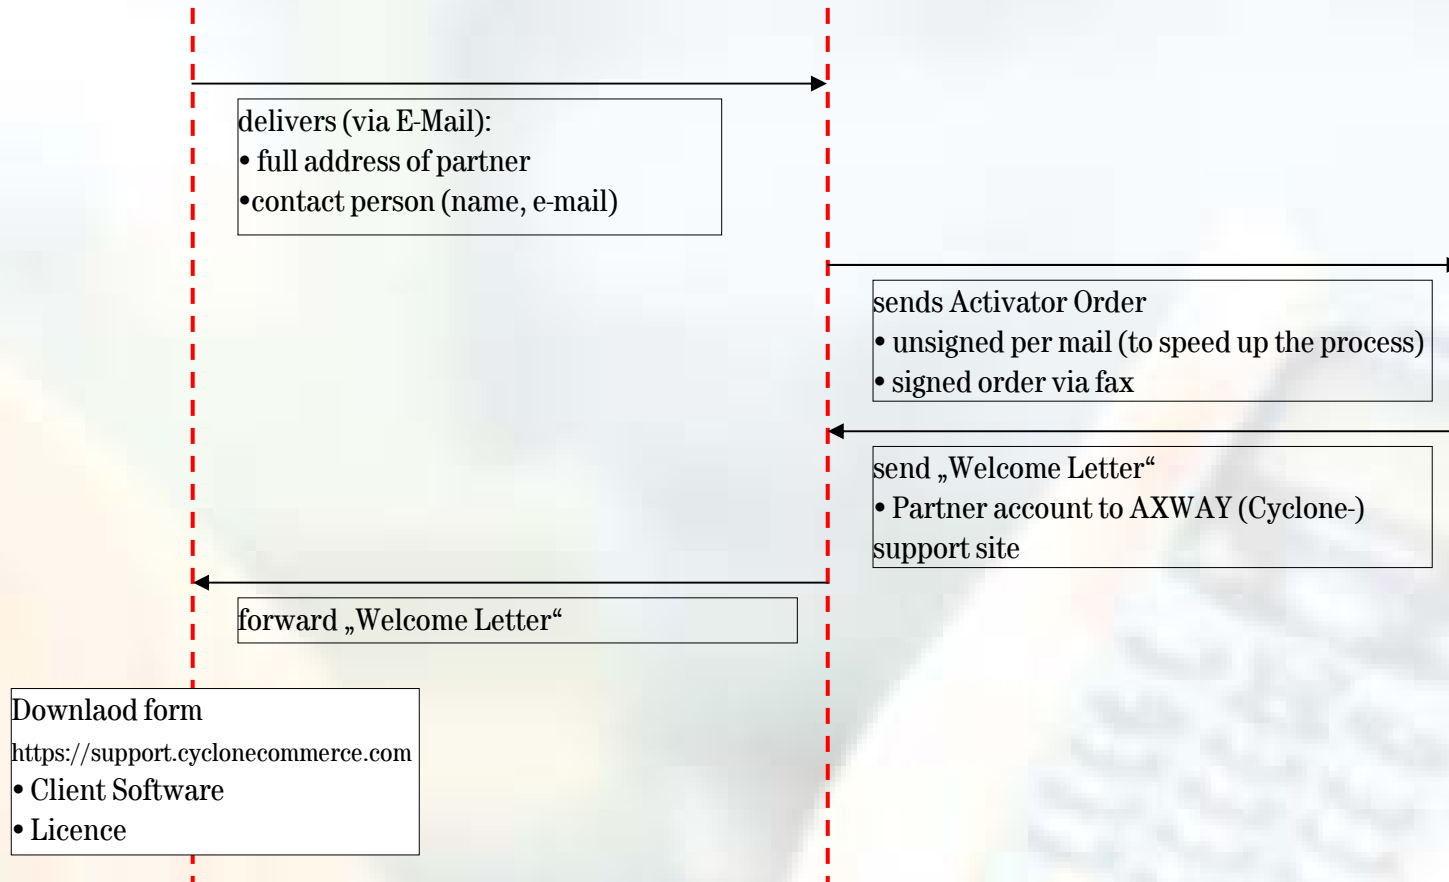 delivers (via E-Mail):
• full address of partner
•contact person (name, e-mail)
sends Activator Order
• unsigned per mail (to speed up the process)
• signed order via fax
send „Welcome Letter“
• Partner account to AXWAY (Cyclone-)
support site
forward „Welcome Letter“
Downlaod form
https://support.cyclonecommerce.com
• Client Software
• Licence